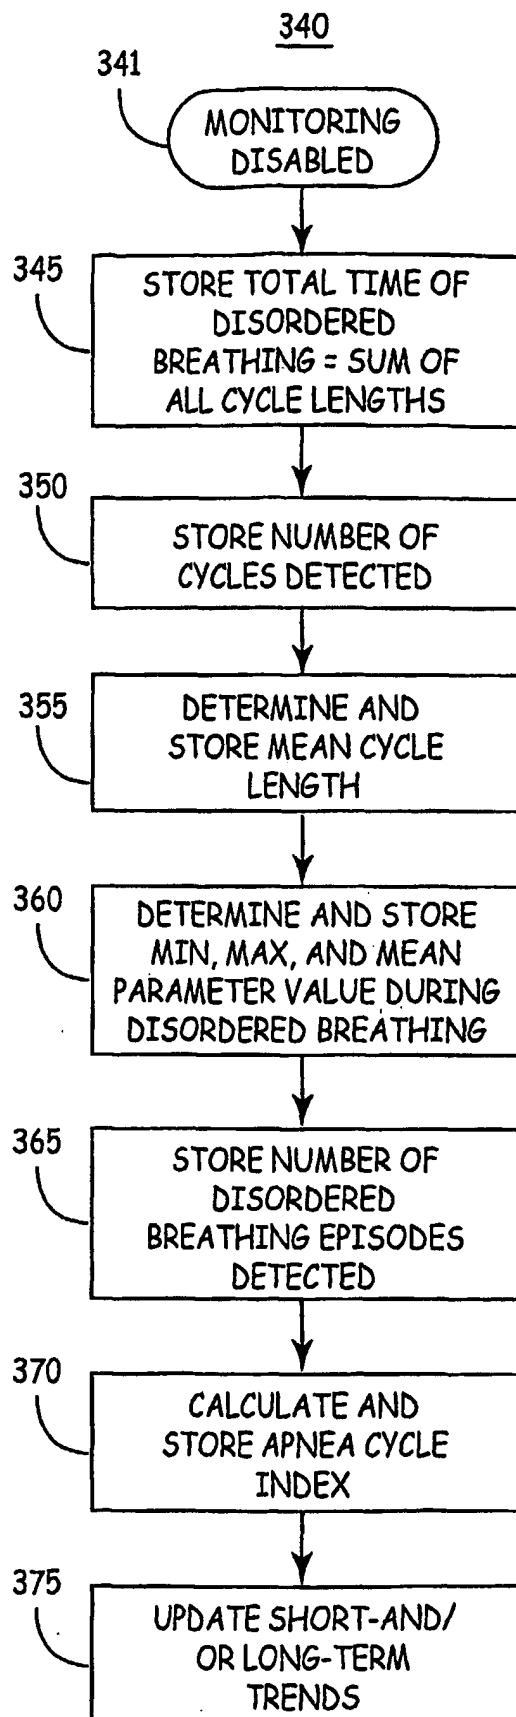 340
341
MONITORING
DISABLED
345
STORE TOTAL TIME OF
DISORDERED
BREATHING = SUM OF
ALL CYCLE LENGTHS
350
STORE NUMBER OF
CYCLES DETECTED
355
DETERMINE AND
STORE MEAN CYCLE
LENGTH
360
DETERMINE AND STORE
MIN, MAX, AND MEAN
PARAMETER VALUE DURING
DISORDERED BREATHING
365
STORE NUMBER OF
DISORDERED
BREATHING EPISODES
DETECTED
370
CALCULATE AND
STORE APNEA CYCLE
INDEX
375
UPDATE SHORT-AND/
OR LONG-TERM
TRENDS